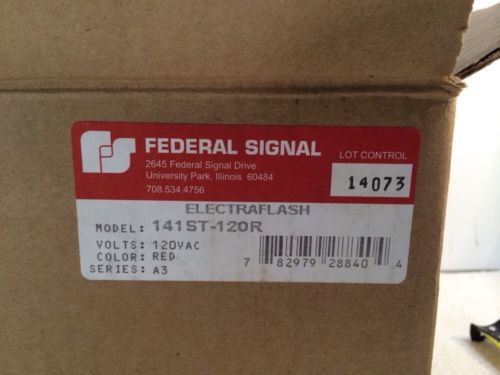 FEDERAL SIGNAL
2645 Federal Signal Drive
University Park, Illinois 60484
708.534.4756
LOT CONTROL
14073
ELECTRAFLASH
MODEL: 141ST-120R
VOLTS: 120VAC
COLOR: RED
SERIES: A3
7 82979 28840 4